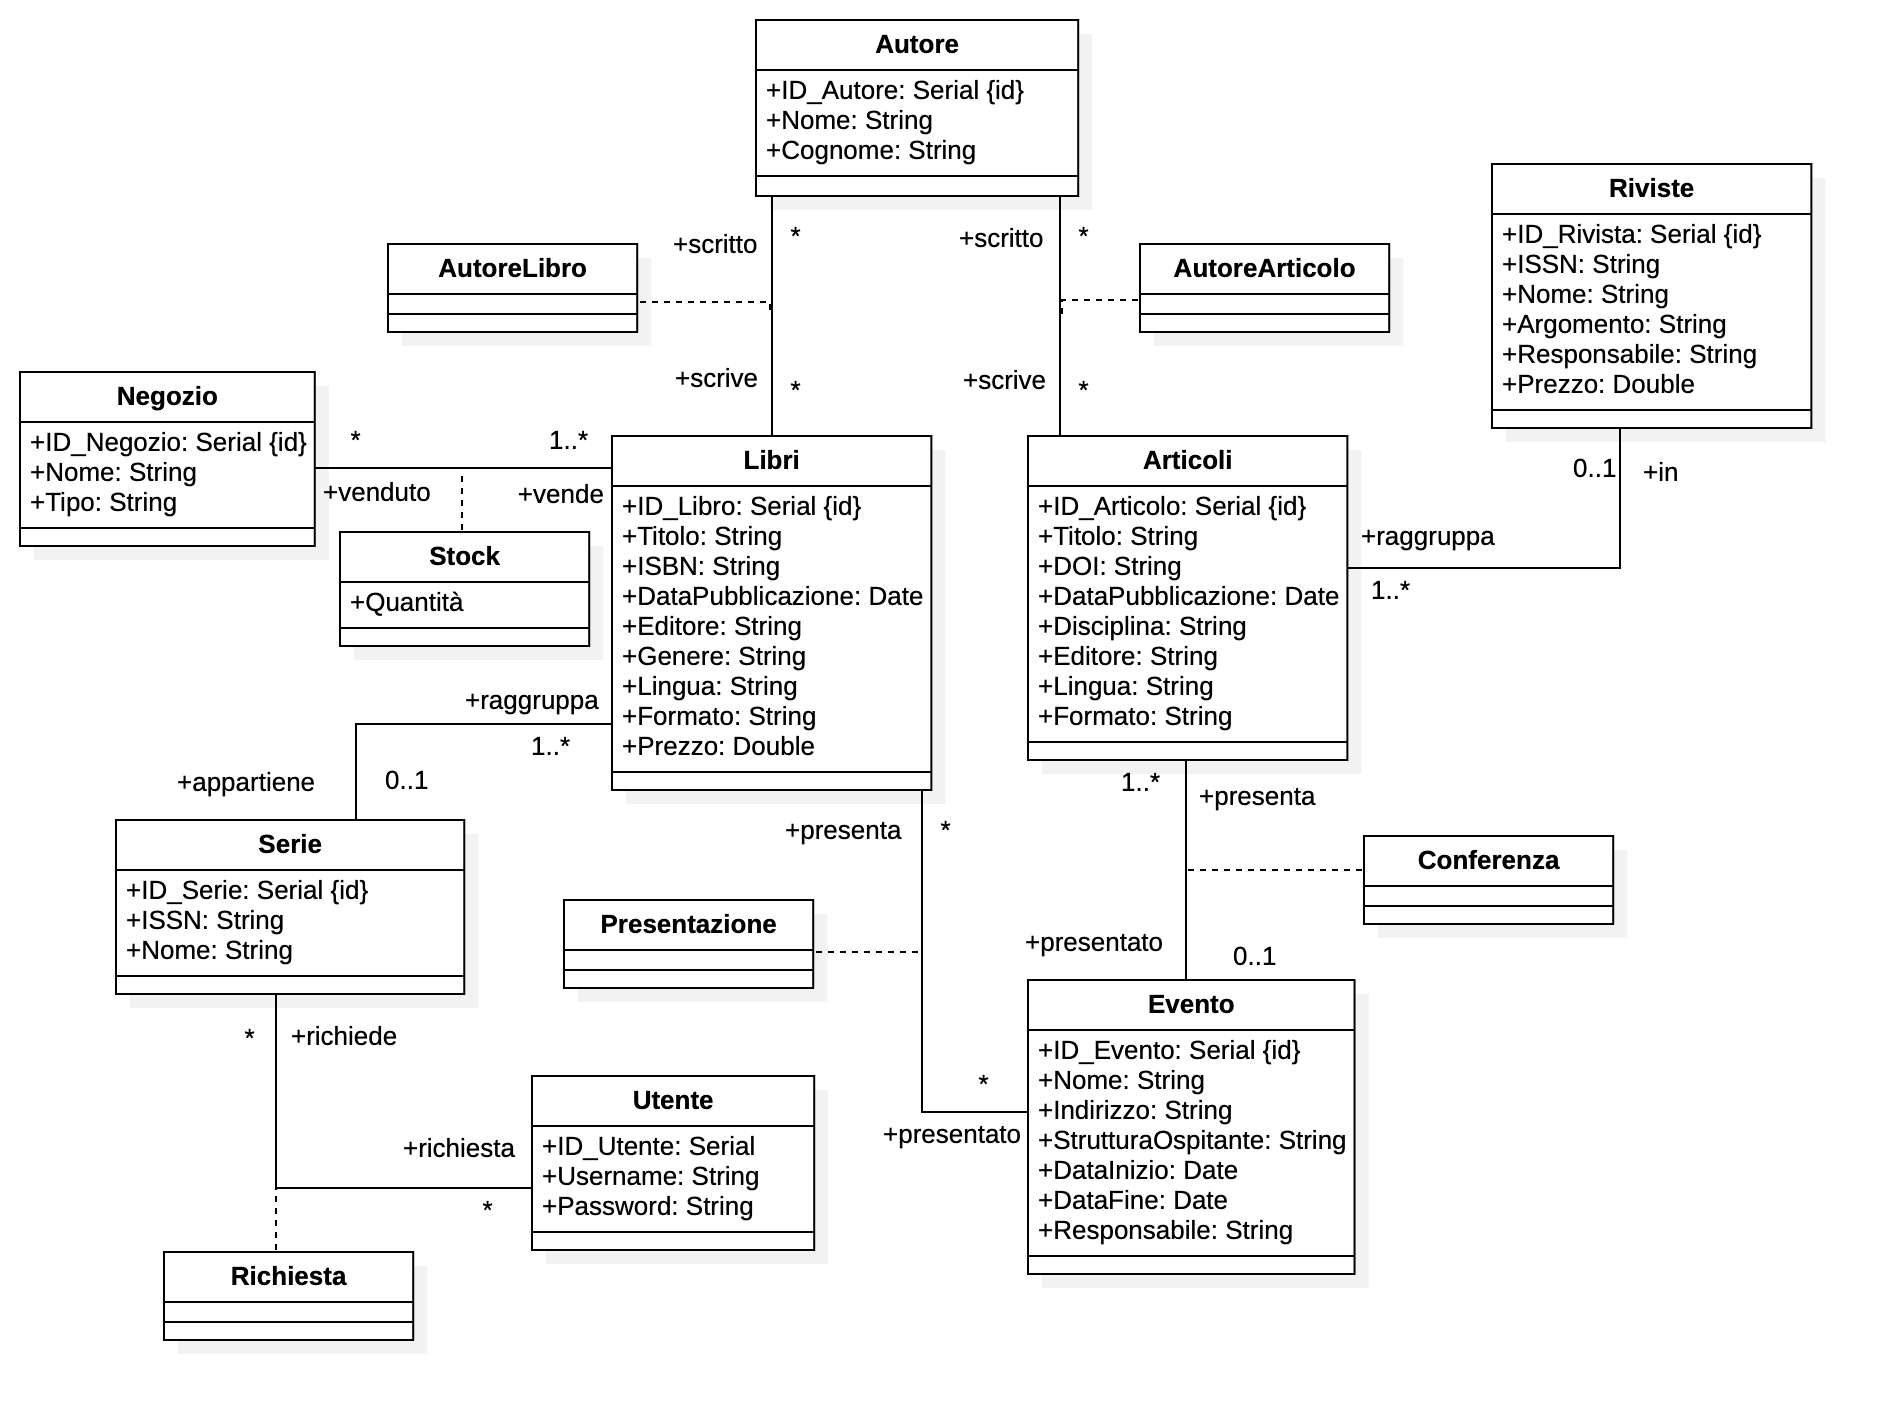 Autore
+ID_Autore: Serial {id}
+Nome: String
+Cognome: String
Riviste
+ID_Rivista: Serial {id}
+ISSN: String
+Nome: String
+Argomento: String
+Responsabile: String
+Prezzo: Double
+scritto
*
+scritto
*
AutoreLibro
AutoreArticolo
+scrive
*
+scrive
*
Negozio
+ID_Negozio: Serial {id}
+Nome: String
+Tipo: String
*
1..*
+venduto
+vende
Stock
+Quantità
Libri
+ID_Libro: Serial {id}
+Titolo: String
+ISBN: String
+DataPubblicazione: Date
+Editore: String
+Genere: String
+Lingua: String
+Formato: String
+Prezzo: Double
Articoli
+ID_Articolo: Serial {id}
+Titolo: String
+DOI: String
+DataPubblicazione: Date
+Disciplina: String
+Editore: String
+Lingua: String
+Formato: String
0..1
+in
+raggruppa
1..*
+raggruppa
1..*
+appartiene
0..1
Serie
+ID_Serie: Serial {id}
+ISSN: String
+Nome: String
+presenta
*
1..*
+presenta
Conferenza
Presentazione
+presentato
0..1
Evento
+ID_Evento: Serial {id}
+Nome: String
+Indirizzo: String
+StrutturaOspitante: String
+DataInizio: Date
+DataFine: Date
+Responsabile: String
*
+presentato
*
+richiede
Utente
+ID_Utente: Serial
+Username: String
+Password: String
+richiesta
*
Richiesta